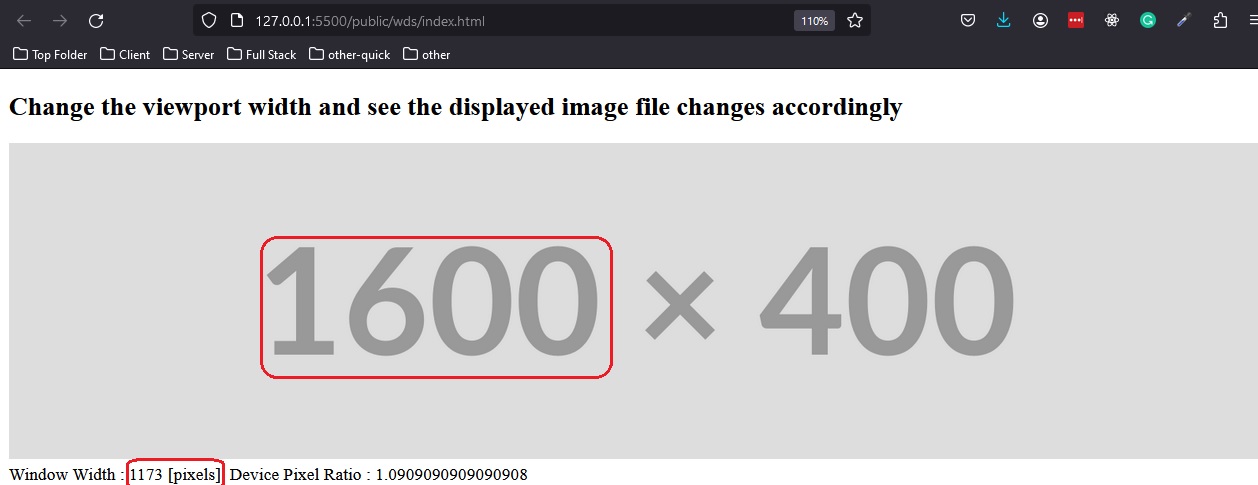 127.0.0.1:5500/public/wds/index.html 110%
Top Folder Client Server Full Stack other-quick other
Change the viewport width and see the displayed image file changes accordingly
1600 × 400
Window Width : 1173 [pixels] Device Pixel Ratio : 1.0909090909090908